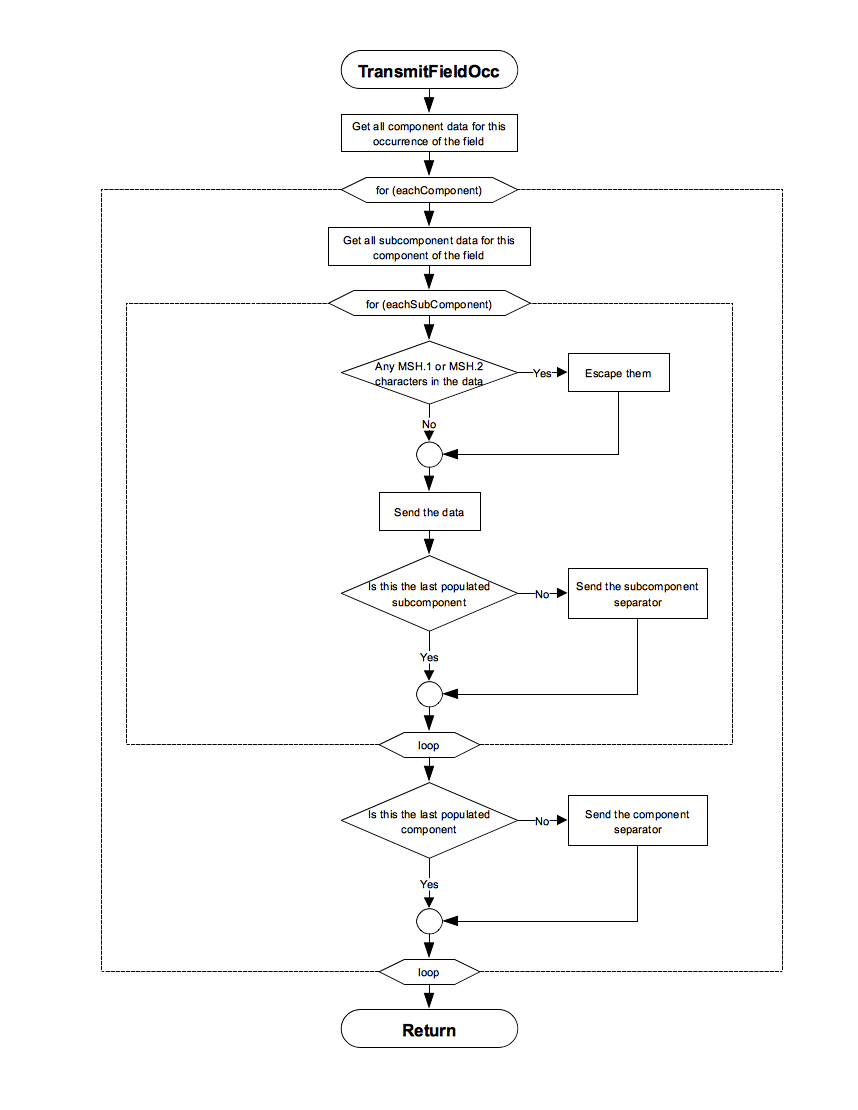 TransmitFieldOcc
Get all component data for this
occurrence of the field
for (eachComponent)
Get all subcomponent data for this
component of the field
for (eachSubComponent)
Any MSH.1 or MSH.2
characters in the data
Yes
Escape them
No
Send the data
Is this the last populated
subcomponent
No
Send the subcomponent
separator
Yes
loop
Is this the last populated
component
No
Send the component
separator
Yes
loop
Return